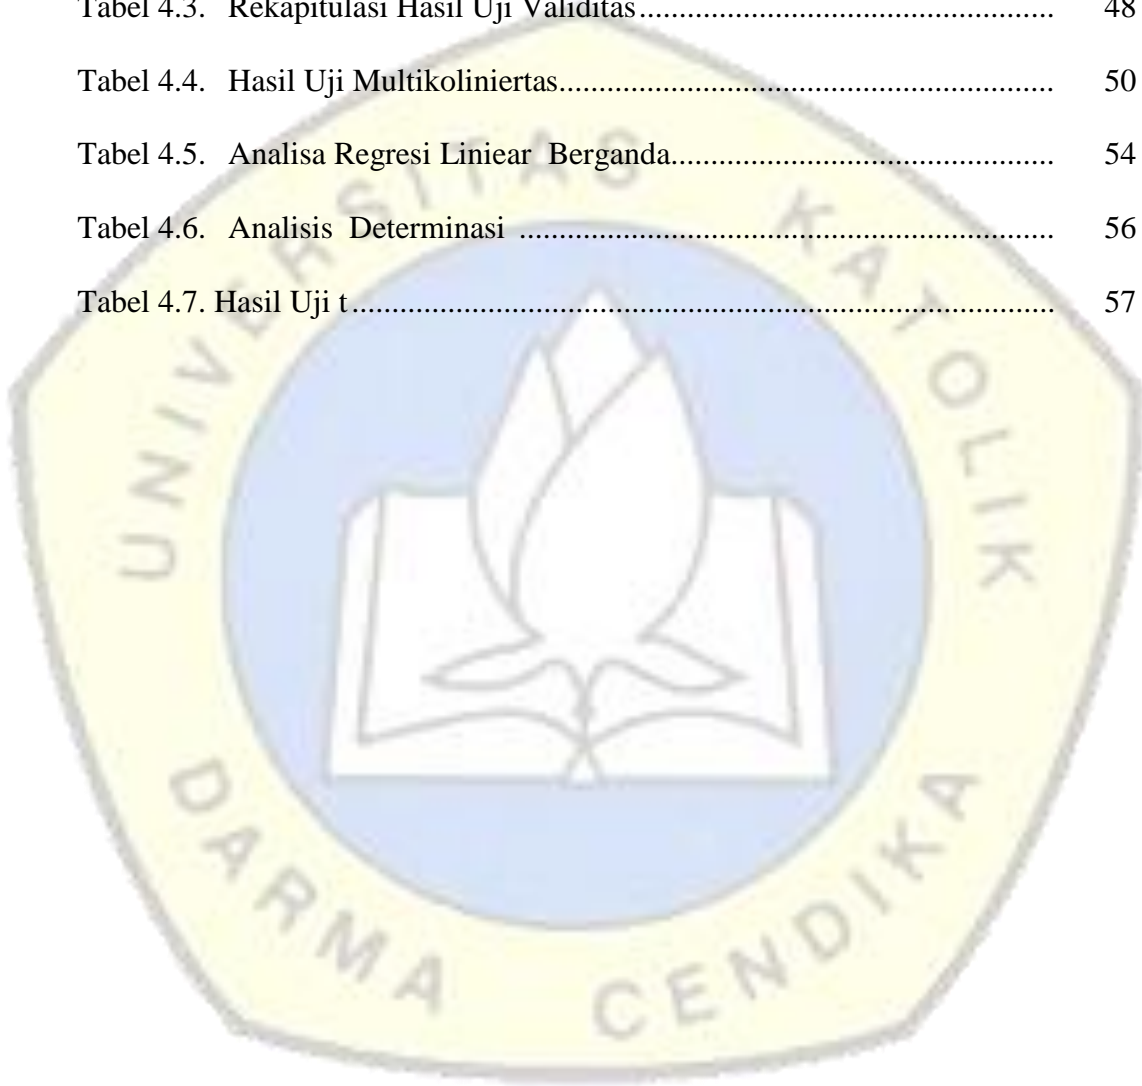 Tabel 4.3. Rekapitulasi Hasil Uji Validitas.................................................................... 48
Tabel 4.4. Hasil Uji Multikoliniertas................................................................................ 50
Tabel 4.5. Analisa Regresi Liniear Berganda.............................................................. 54
Tabel 4.6. Analisis Determinasi ...................................................................................... 56
Tabel 4.7. Hasil Uji t................................................................................................................. 57
UNIVERSITAS KATOLIK
DARMA CENDIKA